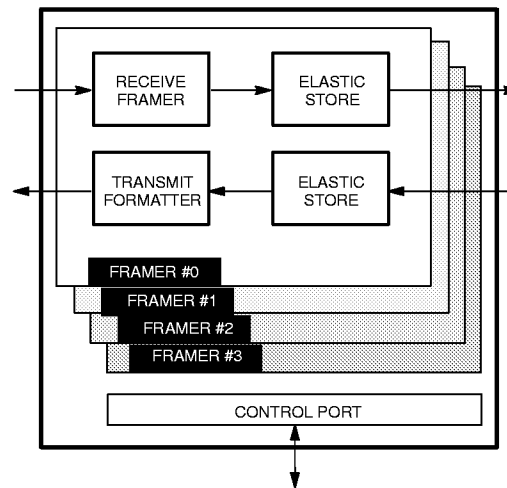 RECEIVE
FRAMER
ELASTIC
STORE
TRANSMIT
FORMATTER
ELASTIC
STORE
FRAMER #0
FRAMER #1
FRAMER #2
FRAMER #3
CONTROL PORT